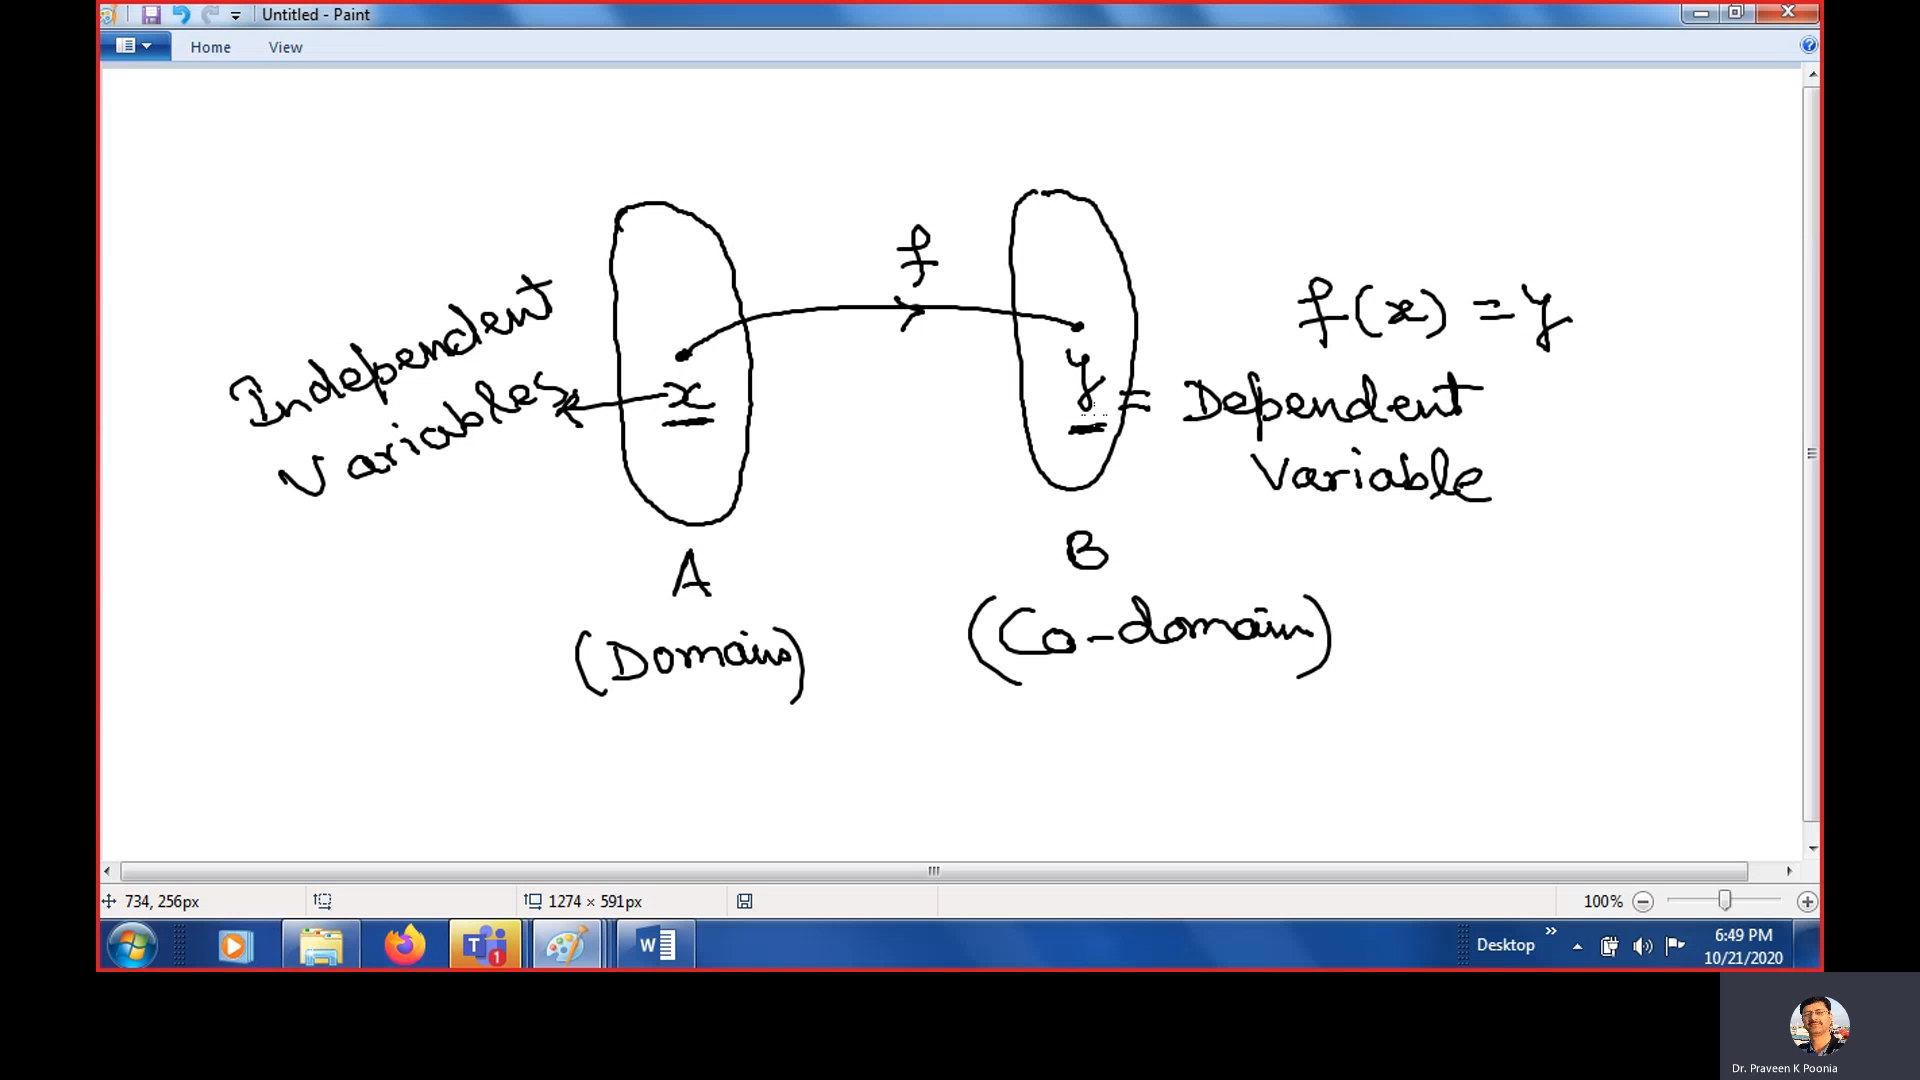 Untitled - Paint
Home View
f
f(x) = y
Independent
Variables
x
y = Dependent
Variable
A
B
(Domain)
(Co-domain)
734, 256px
1274 × 591px
100%
T
1
W
Desktop
»
6:49 PM
10/21/2020
Dr. Praveen K Poonia